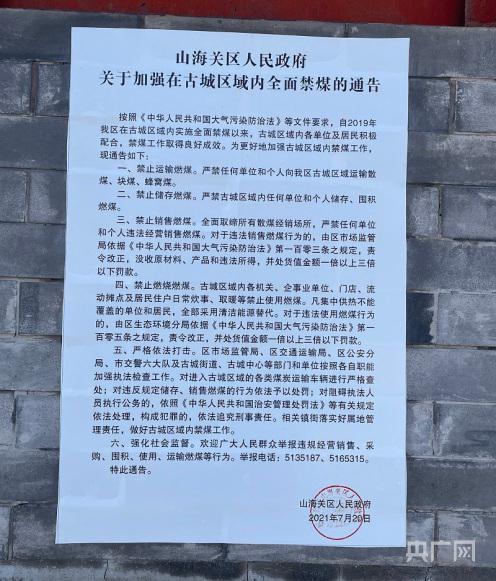 山海关区人民政府
关于加强在古城区域内全面禁煤的通告
按照《中华人民共和国大气污染防治法》等文件要求，自2019年
我区在古城区域内实施全面禁煤以来，古城区域内各单位及居民积极
配合，禁煤工作取得良好成效。为更好地加强古城区域内禁煤工作，
现通告如下：
一、禁止运输燃煤。严禁任何单位和个人向我区古城区域运输散
煤、块煤、蜂窝煤。
二、禁止储存燃煤。严禁古城区域内任何单位和个人储存、囤积
燃煤。
三、禁止销售燃煤。全面取缔所有散煤经销场所，严禁任何单位
和个人违法经营销售燃煤。对于违法销售燃煤行为的，由区市场监管
局依据《中华人民共和国大气污染防治法》第一百零三条之规定，责
令改正，没收原材料、产品和违法所得，并处货值金额一倍以上三倍
以下罚款。
四、禁止燃烧燃煤。古城区域内各机关、企事业单位、门店、流
动摊点及居民住户日常炊事、取暖等禁止使用燃煤。凡集中供热不能
覆盖的单位和居民，全部采用清洁能源替代。对于违法使用燃煤行为
的，由区生态环境分局依据《中华人民共和国大气污染防治法》第一
百零五条之规定，责令改正，并处货值金额一倍以上三倍以下罚款。
五、严格依法打击。区市场监管局、区交通运输局、区公安分
局、市交警六大队及古城街道、古城中心等部门和单位按照各自职能
加强执法检查工作。对进入古城区域的各类煤炭运输车辆进行严格查
处；对违反规定储存、销售燃煤的行为依法予以处罚；对阻碍执法人
员执行公务的，依照《中华人民共和国治安管理处罚法》等有关规定
依法处理，构成犯罪的，依法追究刑事责任。相关镇街落实好属地管
理责任，做好古城区域内禁煤工作。
六、强化社会监督。欢迎广大人民群众举报违规经营销售、采
购、囤积、使用、运输燃煤等行为。举报电话：5135187、5165315。
特此通告。
山海关区人民政府
2021年7月20日
央广网